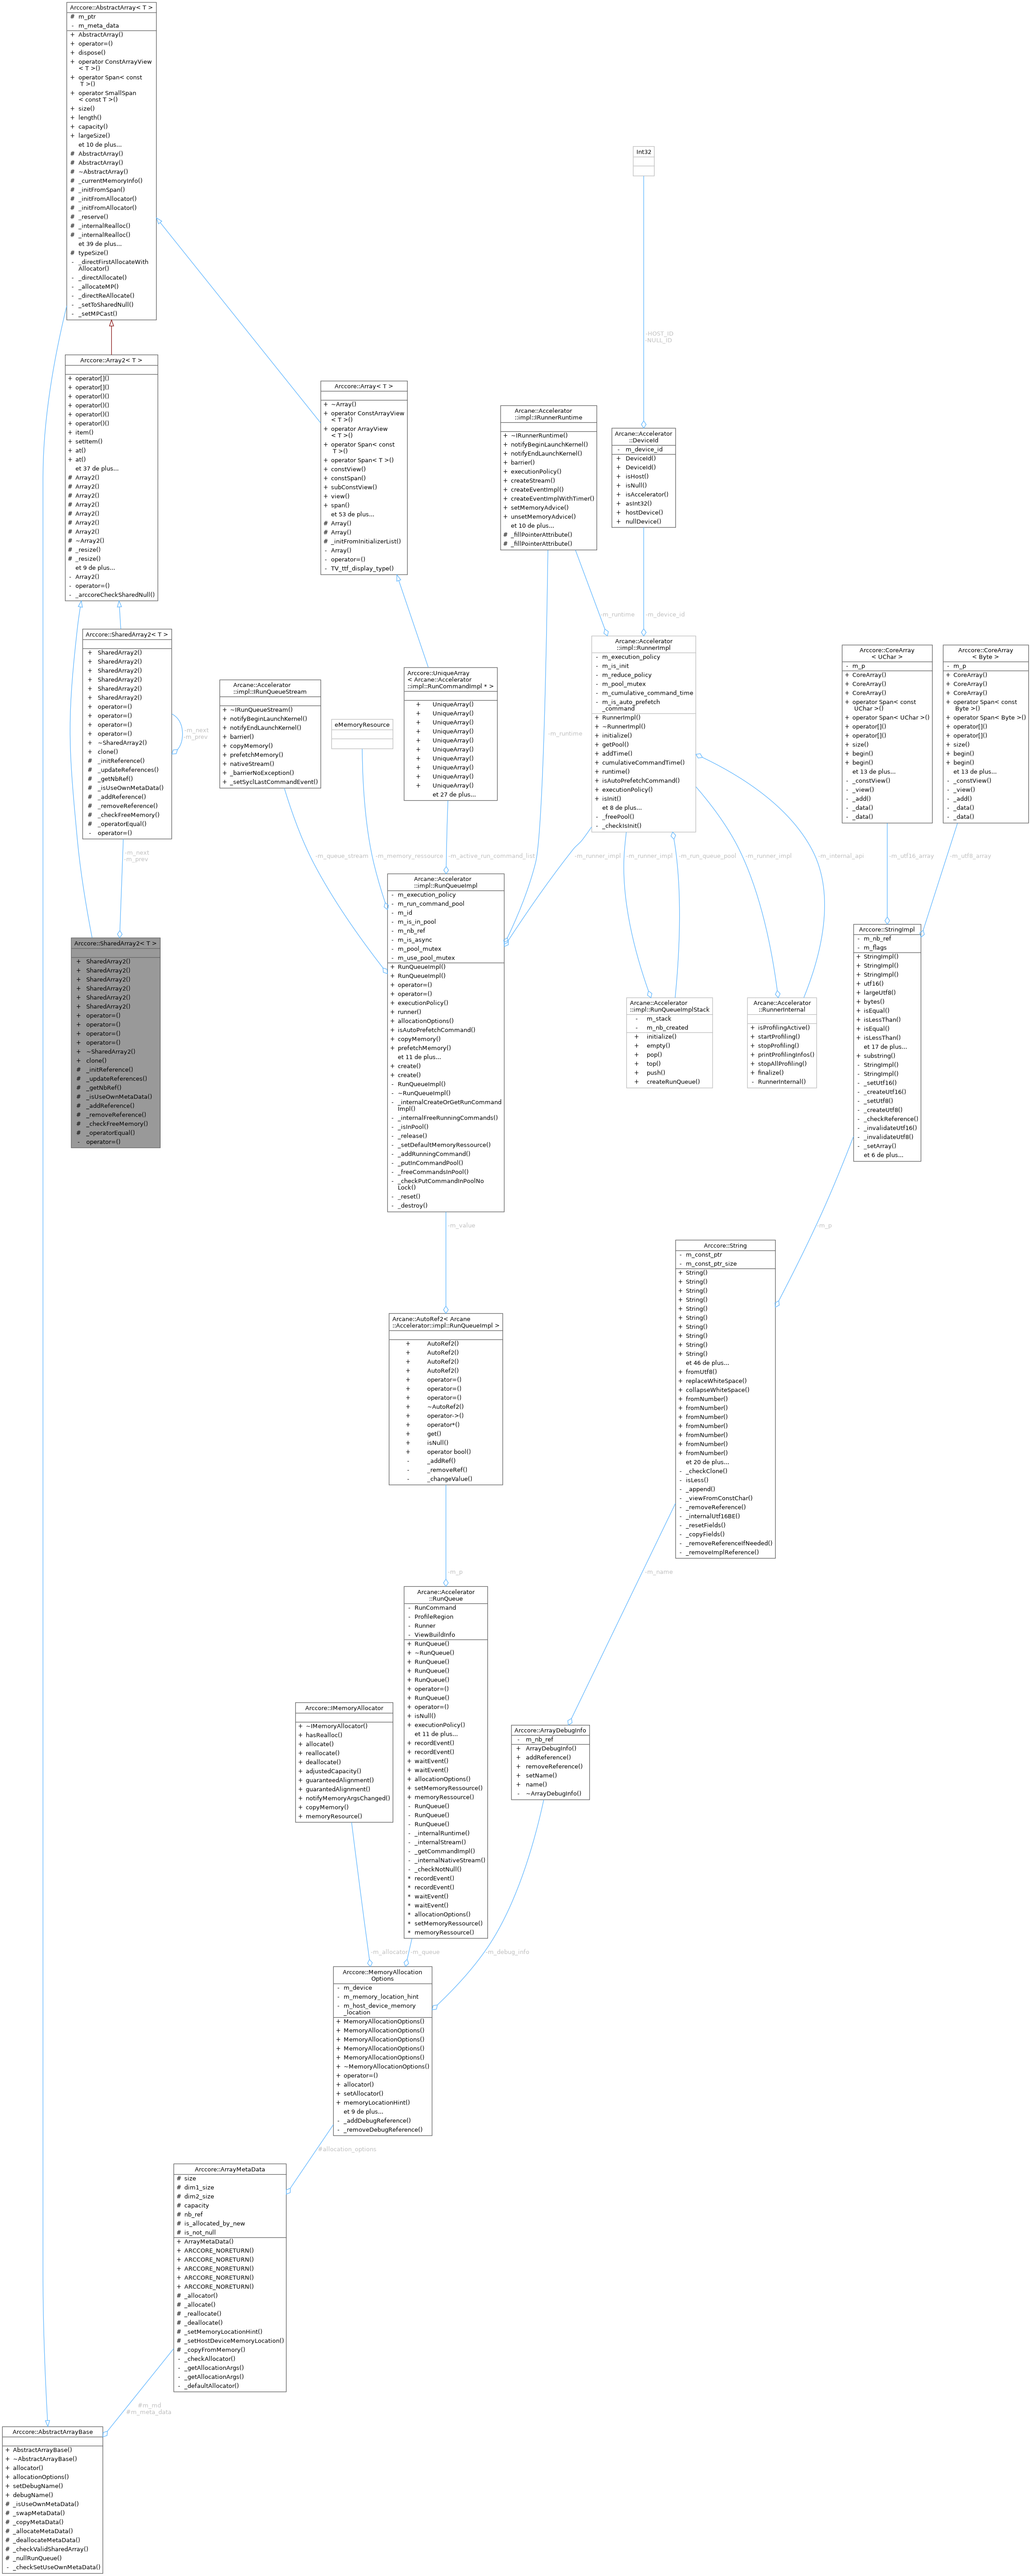 Arccore::AbstractArray< T >
# m_ptr
- m_meta_data
+ AbstractArray()
+ operator=()
+ dispose()
+ operator ConstArrayView
< T >()
+ operator Span< const
T >()
+ operator SmallSpan
< const T >()
+ size()
+ length()
+ capacity()
+ largeSize()
et 10 de plus...
# AbstractArray()
# AbstractArray()
# ~AbstractArray()
# _currentMemoryInfo()
# _initFromSpan()
# _initFromAllocator()
# _initFromAllocator()
# _reserve()
# _internalRealloc()
# _internalRealloc()
et 39 de plus...
# typeSize()
- _directFirstAllocateWith
Allocator()
- _directAllocate()
- _allocateMP()
- _directReAllocate()
- _setToSharedNull()
- _setMPCast()
Int32
-HOST_ID
-NULL_ID
Arccore::Array2< T >
+ operator[]()
+ operator[]()
+ operator()()
+ operator()()
+ operator()()
+ operator()()
+ item()
+ setItem()
+ at()
+ at()
et 37 de plus...
# Array2()
# Array2()
# Array2()
# Array2()
# Array2()
# Array2()
# Array2()
# ~Array2()
# _resize()
# _resize()
et 9 de plus...
- Array2()
- operator=()
- _arccoreCheckSharedNull()
Arccore::Array< T >
+ ~Array()
+ operator ConstArrayView
< T >()
+ operator ArrayView
< T >()
+ operator Span< const
T >()
+ operator Span< T >()
+ constView()
+ constSpan()
+ subConstView()
+ view()
+ span()
et 53 de plus...
# Array()
# Array()
# _initFromInitializerList()
- Array()
- operator=()
- TV_ttf_display_type()
Arcane::Accelerator
::impl::IRunnerRuntime
+ ~IRunnerRuntime()
+ notifyBeginLaunchKernel()
+ notifyEndLaunchKernel()
+ barrier()
+ executionPolicy()
+ createStream()
+ createEventImpl()
+ createEventImplWithTimer()
+ setMemoryAdvice()
+ unsetMemoryAdvice()
et 10 de plus...
# _fillPointerAttribute()
# _fillPointerAttribute()
Arcane::Accelerator
::DeviceId
- m_device_id
+ DeviceId()
+ DeviceId()
+ isHost()
+ isNull()
+ isAccelerator()
+ asInt32()
+ hostDevice()
+ nullDevice()
-m_runtime
-m_device_id
Arccore::SharedArray2< T >
+ SharedArray2()
+ SharedArray2()
+ SharedArray2()
+ SharedArray2()
+ SharedArray2()
+ SharedArray2()
+ operator=()
+ operator=()
+ operator=()
+ operator=()
+ ~SharedArray2()
+ clone()
# _initReference()
# _updateReferences()
# _getNbRef()
# _isUseOwnMetaData()
# _addReference()
# _removeReference()
# _checkFreeMemory()
# _operatorEqual()
- operator=()
-m_next
-m_prev
Arcane::Accelerator
::impl::IRunQueueStream
+ ~IRunQueueStream()
+ notifyBeginLaunchKernel()
+ notifyEndLaunchKernel()
+ barrier()
+ copyMemory()
+ prefetchMemory()
+ nativeStream()
+ _barrierNoException()
+ _setSyclLastCommandEvent()
eMemoryResource
Arccore::UniqueArray
< Arcane::Accelerator
::impl::RunCommandImpl * >
+ UniqueArray()
+ UniqueArray()
+ UniqueArray()
+ UniqueArray()
+ UniqueArray()
+ UniqueArray()
+ UniqueArray()
+ UniqueArray()
+ UniqueArray()
+ UniqueArray()
et 27 de plus...
-m_runtime
Arcane::Accelerator
::impl::RunnerImpl
- m_execution_policy
- m_is_init
- m_reduce_policy
- m_pool_mutex
- m_cumulative_command_time
- m_is_auto_prefetch
_command
+ RunnerImpl()
+ ~RunnerImpl()
+ initialize()
+ getPool()
+ addTime()
+ cumulativeCommandTime()
+ runtime()
+ isAutoPrefetchCommand()
+ executionPolicy()
+ isInit()
et 8 de plus...
- _freePool()
- _checkIsInit()
Arccore::CoreArray
< UChar >
- m_p
+ CoreArray()
+ CoreArray()
+ CoreArray()
+ operator Span< const
UChar >()
+ operator Span< UChar >()
+ operator[]()
+ operator[]()
+ size()
+ begin()
+ begin()
et 13 de plus...
- _constView()
- _view()
- _add()
- _data()
- _data()
Arccore::CoreArray
< Byte >
- m_p
+ CoreArray()
+ CoreArray()
+ CoreArray()
+ operator Span< const
Byte >()
+ operator Span< Byte >()
+ operator[]()
+ operator[]()
+ size()
+ begin()
+ begin()
et 13 de plus...
- _constView()
- _view()
- _add()
- _data()
- _data()
-m_next
-m_prev
-m_queue_stream
-m_memory_ressource
-m_active_run_command_list
-m_runner_impl
-m_runner_impl
-m_run_queue_pool
-m_runner_impl
-m_internal_api
-m_utf16_array
-m_utf8_array
Arccore::SharedArray2< T >
+ SharedArray2()
+ SharedArray2()
+ SharedArray2()
+ SharedArray2()
+ SharedArray2()
+ SharedArray2()
+ operator=()
+ operator=()
+ operator=()
+ operator=()
+ ~SharedArray2()
+ clone()
# _initReference()
# _updateReferences()
# _getNbRef()
# _isUseOwnMetaData()
# _addReference()
# _removeReference()
# _checkFreeMemory()
# _operatorEqual()
- operator=()
Arcane::Accelerator
::impl::RunQueueImpl
- m_execution_policy
- m_run_command_pool
- m_id
- m_is_in_pool
- m_nb_ref
- m_is_async
- m_pool_mutex
- m_use_pool_mutex
+ RunQueueImpl()
+ RunQueueImpl()
+ operator=()
+ operator=()
+ executionPolicy()
+ runner()
+ allocationOptions()
+ isAutoPrefetchCommand()
+ copyMemory()
+ prefetchMemory()
et 11 de plus...
+ create()
+ create()
- RunQueueImpl()
- ~RunQueueImpl()
- _internalCreateOrGetRunCommand
Impl()
- _internalFreeRunningCommands()
- _isInPool()
- _release()
- _setDefaultMemoryRessource()
- _addRunningCommand()
- _putInCommandPool()
- _freeCommandsInPool()
- _checkPutCommandInPoolNo
Lock()
- _reset()
- _destroy()
Arcane::Accelerator
::impl::RunQueueImplStack
- m_stack
- m_nb_created
+ initialize()
+ empty()
+ pop()
+ top()
+ push()
+ createRunQueue()
Arcane::Accelerator
::RunnerInternal
+ isProfilingActive()
+ startProfiling()
+ stopProfiling()
+ printProfilingInfos()
+ stopAllProfiling()
+ finalize()
- RunnerInternal()
Arccore::StringImpl
- m_nb_ref
- m_flags
+ StringImpl()
+ StringImpl()
+ StringImpl()
+ utf16()
+ largeUtf8()
+ bytes()
+ isEqual()
+ isLessThan()
+ isEqual()
+ isLessThan()
et 17 de plus...
+ substring()
- StringImpl()
- StringImpl()
- _setUtf16()
- _createUtf16()
- _setUtf8()
- _createUtf8()
- _checkReference()
- _invalidateUtf16()
- _invalidateUtf8()
- _setArray()
et 6 de plus...
-m_value
-m_p
Arccore::String
- m_const_ptr
- m_const_ptr_size
+ String()
+ String()
+ String()
+ String()
+ String()
+ String()
+ String()
+ String()
+ String()
+ String()
et 46 de plus...
+ fromUtf8()
+ replaceWhiteSpace()
+ collapseWhiteSpace()
+ fromNumber()
+ fromNumber()
+ fromNumber()
+ fromNumber()
+ fromNumber()
+ fromNumber()
+ fromNumber()
et 20 de plus...
- _checkClone()
- isLess()
- _append()
- _viewFromConstChar()
- _removeReference()
- _internalUtf16BE()
- _resetFields()
- _copyFields()
- _removeReferenceIfNeeded()
- _removeImplReference()
Arcane::AutoRef2< Arcane
::Accelerator::impl::RunQueueImpl >
+ AutoRef2()
+ AutoRef2()
+ AutoRef2()
+ AutoRef2()
+ operator=()
+ operator=()
+ operator=()
+ ~AutoRef2()
+ operator->()
+ operator*()
+ get()
+ isNull()
+ operator bool()
- _addRef()
- _removeRef()
- _changeValue()
-m_p
-m_name
Arcane::Accelerator
::RunQueue
- RunCommand
- ProfileRegion
- Runner
- ViewBuildInfo
+ RunQueue()
+ ~RunQueue()
+ RunQueue()
+ RunQueue()
+ RunQueue()
+ operator=()
+ RunQueue()
+ operator=()
+ isNull()
+ executionPolicy()
et 11 de plus...
+ recordEvent()
+ recordEvent()
+ waitEvent()
+ waitEvent()
+ allocationOptions()
+ setMemoryRessource()
+ memoryRessource()
- RunQueue()
- RunQueue()
- RunQueue()
- _internalRuntime()
- _internalStream()
- _getCommandImpl()
- _internalNativeStream()
- _checkNotNull()
* recordEvent()
* recordEvent()
* waitEvent()
* waitEvent()
* allocationOptions()
* setMemoryRessource()
* memoryRessource()
Arccore::IMemoryAllocator
+ ~IMemoryAllocator()
+ hasRealloc()
+ allocate()
+ reallocate()
+ deallocate()
+ adjustedCapacity()
+ guaranteedAlignment()
+ guarantedAlignment()
+ notifyMemoryArgsChanged()
+ copyMemory()
+ memoryResource()
Arccore::ArrayDebugInfo
- m_nb_ref
+ ArrayDebugInfo()
+ addReference()
+ removeReference()
+ setName()
+ name()
- ~ArrayDebugInfo()
-m_allocator
-m_queue
-m_debug_info
Arccore::MemoryAllocation
Options
- m_device
- m_memory_location_hint
- m_host_device_memory
_location
+ MemoryAllocationOptions()
+ MemoryAllocationOptions()
+ MemoryAllocationOptions()
+ MemoryAllocationOptions()
+ MemoryAllocationOptions()
+ ~MemoryAllocationOptions()
+ operator=()
+ allocator()
+ setAllocator()
+ memoryLocationHint()
et 9 de plus...
- _addDebugReference()
- _removeDebugReference()
#allocation_options
Arccore::ArrayMetaData
# size
# dim1_size
# dim2_size
# capacity
# nb_ref
# is_allocated_by_new
# is_not_null
+ ArrayMetaData()
+ ARCCORE_NORETURN()
+ ARCCORE_NORETURN()
+ ARCCORE_NORETURN()
+ ARCCORE_NORETURN()
+ ARCCORE_NORETURN()
# _allocator()
# _allocate()
# _reallocate()
# _deallocate()
# _setMemoryLocationHint()
# _setHostDeviceMemoryLocation()
# _copyFromMemory()
- _checkAllocator()
- _getAllocationArgs()
- _getAllocationArgs()
- _defaultAllocator()
#m_md
#m_meta_data
Arccore::AbstractArrayBase
+ AbstractArrayBase()
+ ~AbstractArrayBase()
+ allocator()
+ allocationOptions()
+ setDebugName()
+ debugName()
# _isUseOwnMetaData()
# _swapMetaData()
# _copyMetaData()
# _allocateMetaData()
# _deallocateMetaData()
# _checkValidSharedArray()
# _nullRunQueue()
- _checkSetUseOwnMetaData()